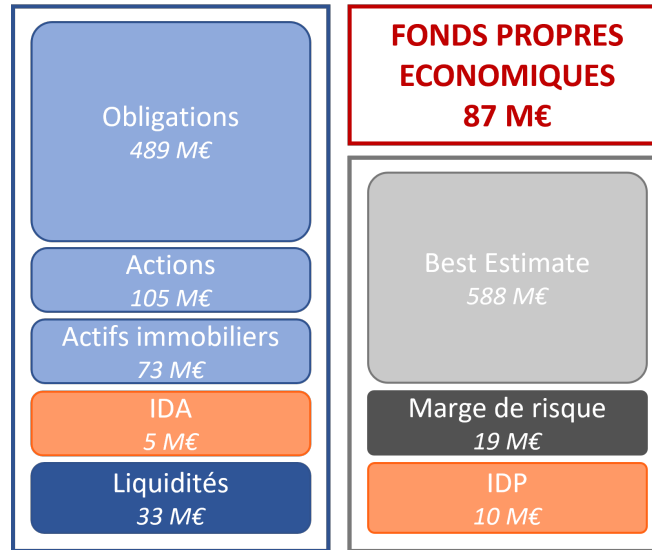 Obligations
489 M€
Actions
105 M€
Actifs immobiliers
73 M€
IDA
5 M€
Liquidités
33 M€
FONDS PROPRES
ECONOMIQUES
87 M€
Best Estimate
588 M€
Marge de risque
19 M€
IDP
10 M€